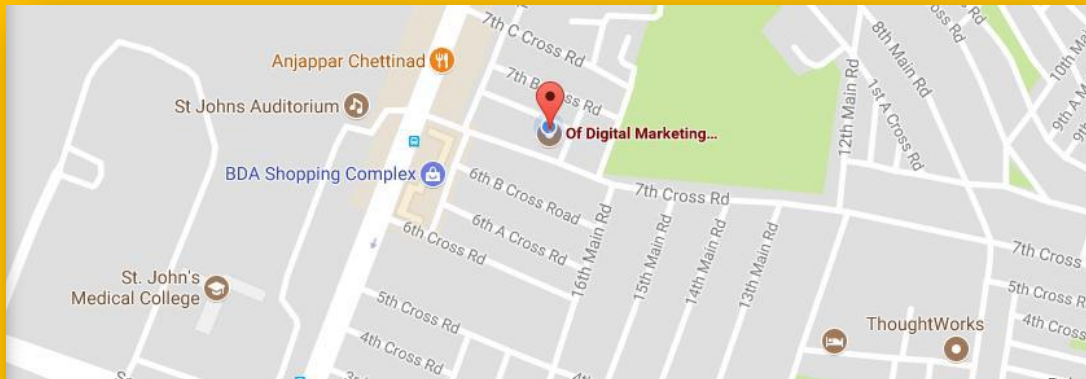 7th C Cross Rd
8th Main Rd
10th Main
Anjappar Chettinad
7th B Cross Rd
1st A Cross Rd
9th A M
9th
St Johns Auditorium
Of Digital Marketing...
12th Main Rd
BDA Shopping Complex
6th B Cross Road
7th Cross Rd
6th A Cross Rd
6th Cross Rd
16th Main Rd
15th Main Rd
14th Main Rd
13th Main Rd
7th Cross
St. John's
Medical College
5th Cross Rd
5th Cross R
4th Cross
4th Cross Rd
ThoughtWorks